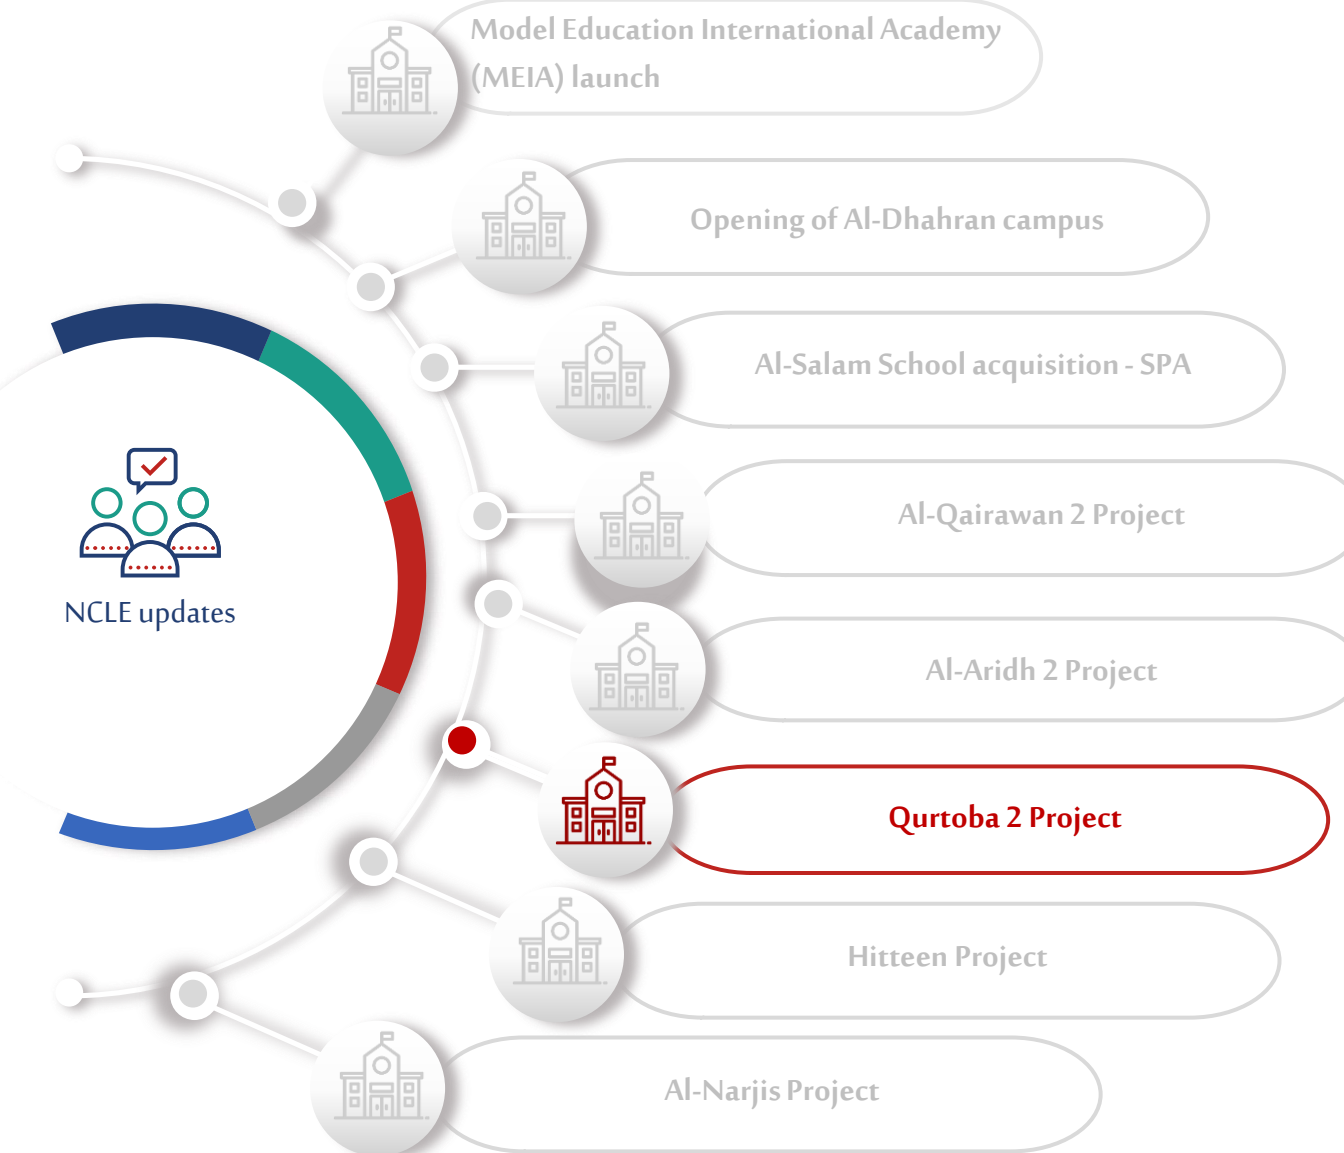 Model Education International Academy
(MEIA) launch
Opening of Al-Dhahran campus
Al-Salam School acquisition - SPA
Al-Qairawan 2 Project
NCLE updates
Al-Aridh 2 Project
Qurtoba 2 Project
Hitteen Project
Al-Narjis Project